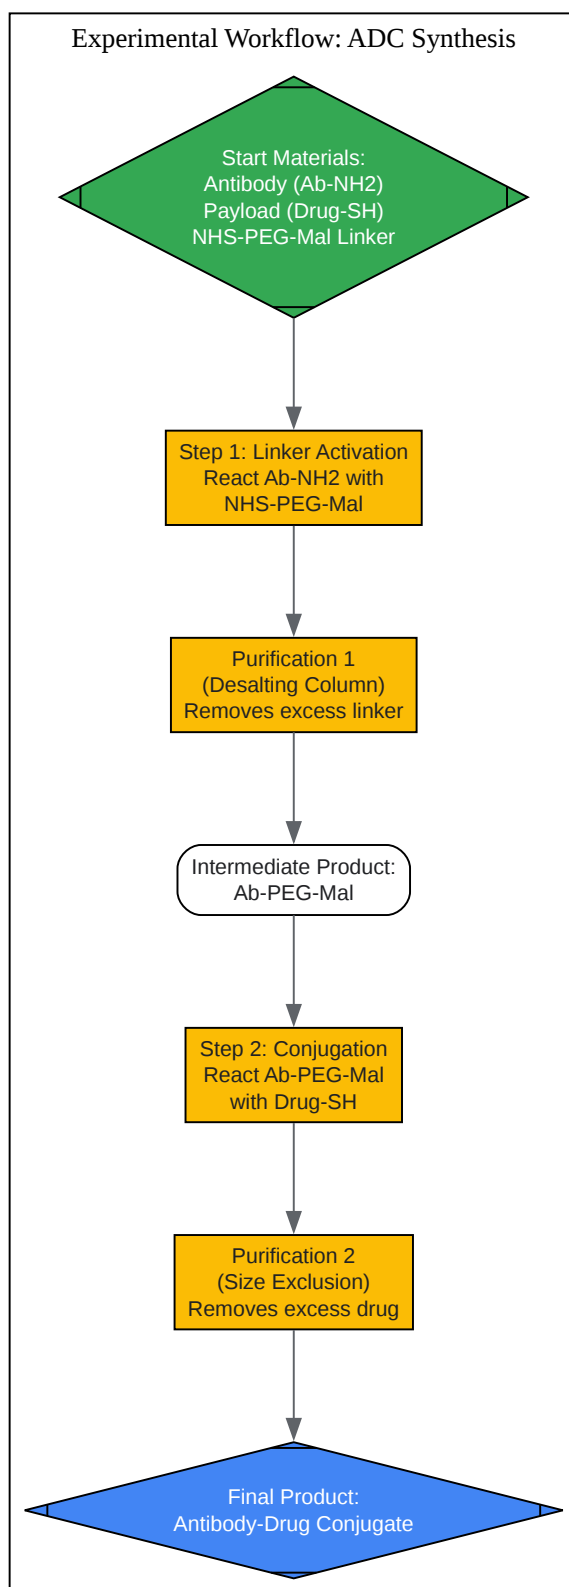 Experimental Workflow: ADC Synthesis
Start Materials:
Antibody (Ab-NH2)
Payload (Drug-SH)
NHS-PEG-Mal Linker
Step 1: Linker Activation
React Ab-NH2 with
NHS-PEG-Mal
Purification 1
(Desalting Column)
Removes excess linker
Intermediate Product:
Ab-PEG-Mal
Step 2: Conjugation
React Ab-PEG-Mal
with Drug-SH
Purification 2
(Size Exclusion)
Removes excess drug
Final Product:
Antibody-Drug Conjugate